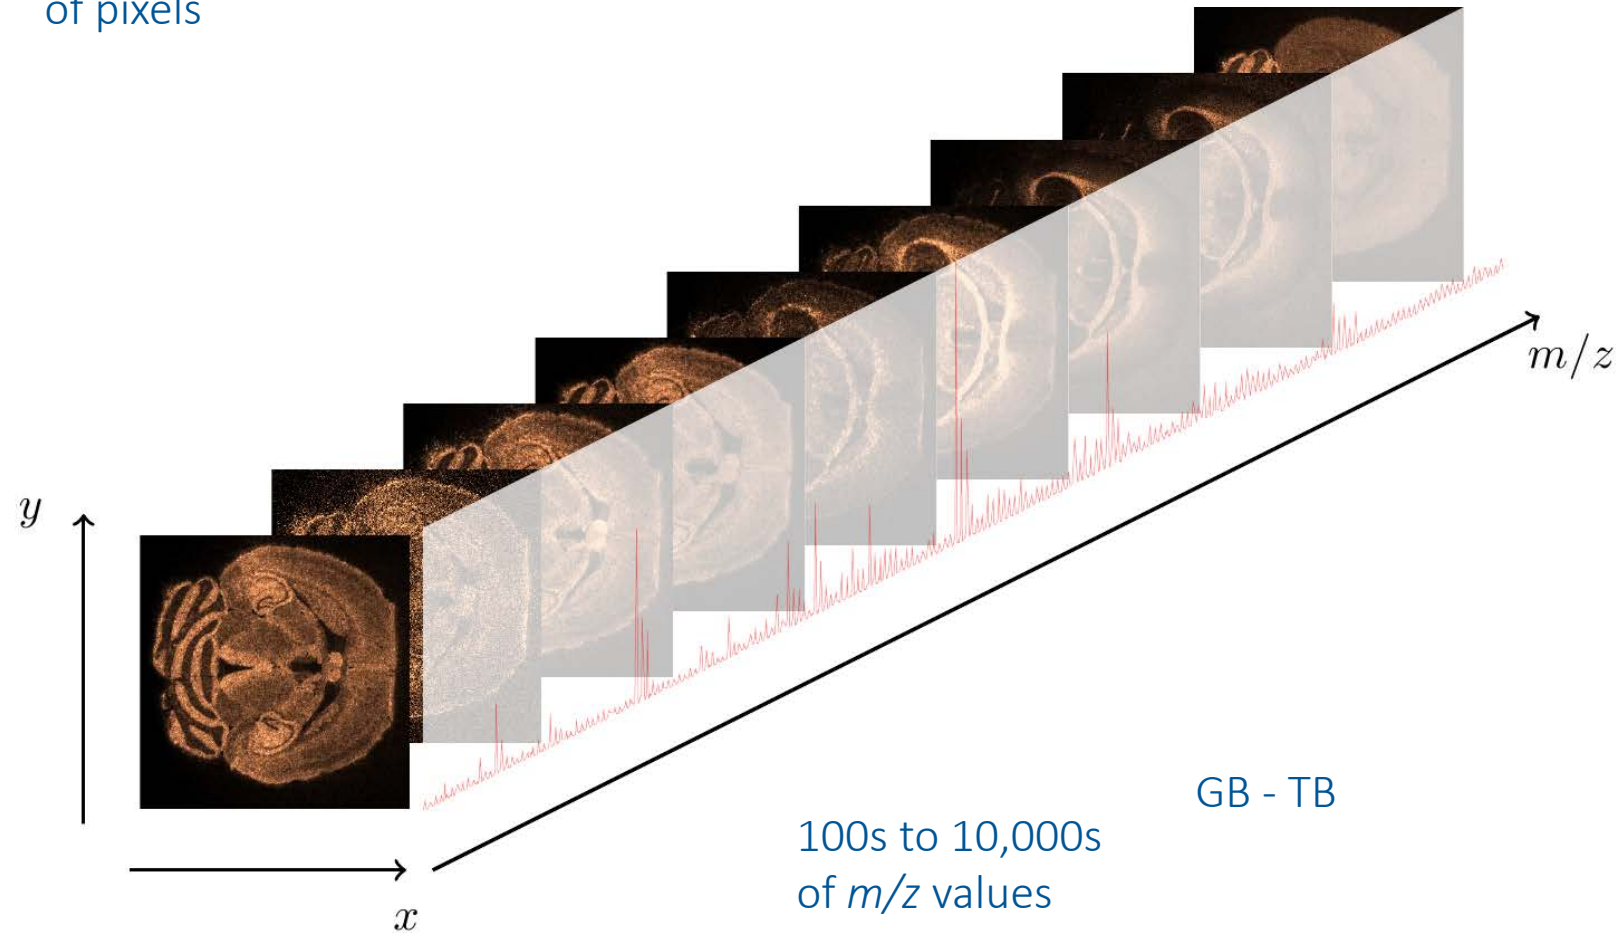 of pixels
y
m/z
GB - TB
100s to 10,000s
of m/z values
x